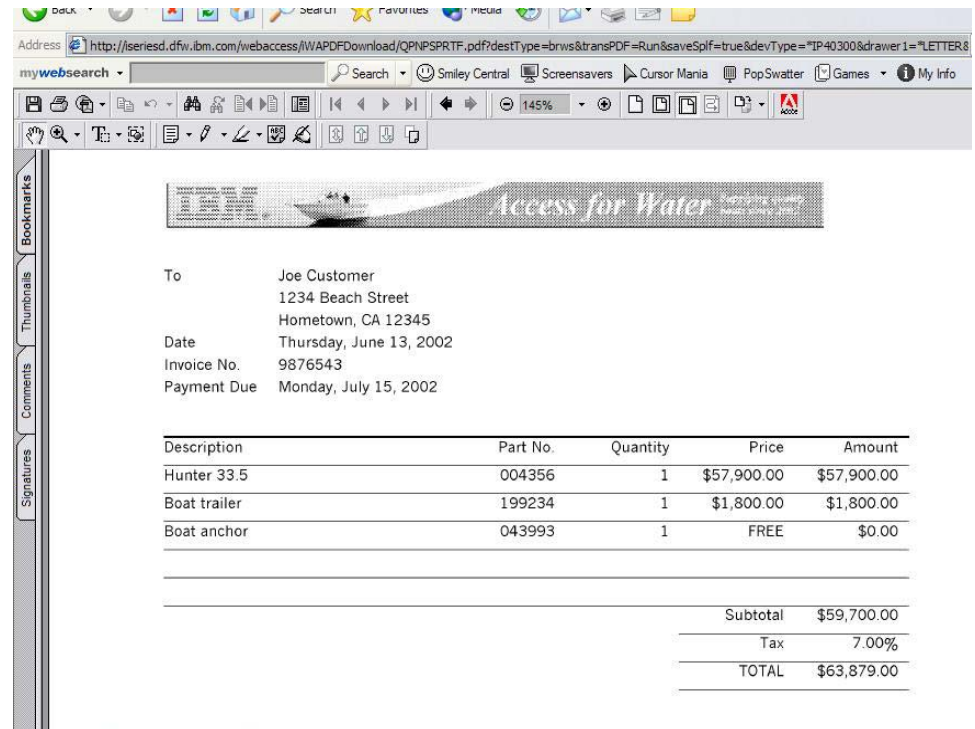 Back Search Favorites Media
Address http://iseriesd.dfw.ibm.com/webaccess/iWAPDFDownload/QPNPSPRTF.pdf?destType=brws&transPDF=Run&saveSplf=true&devType=*IP40300&drawer1=*LETTER&
mywebsearch Search Smiley Central Screensavers Cursor Mania PopSwatter Games My Info
145%
Adobe
Bookmarks
Thumbnails
Comments
Signatures
IBM. Access for Water
To Joe Customer
1234 Beach Street
Hometown, CA 12345
Date Thursday, June 13, 2002
Invoice No. 9876543
Payment Due Monday, July 15, 2002
Description Part No. Quantity Price Amount
Hunter 33.5 004356 1 $57,900.00 $57,900.00
Boat trailer 199234 1 $1,800.00 $1,800.00
Boat anchor 043993 1 FREE $0.00
Subtotal $59,700.00
Tax 7.00%
TOTAL $63,879.00